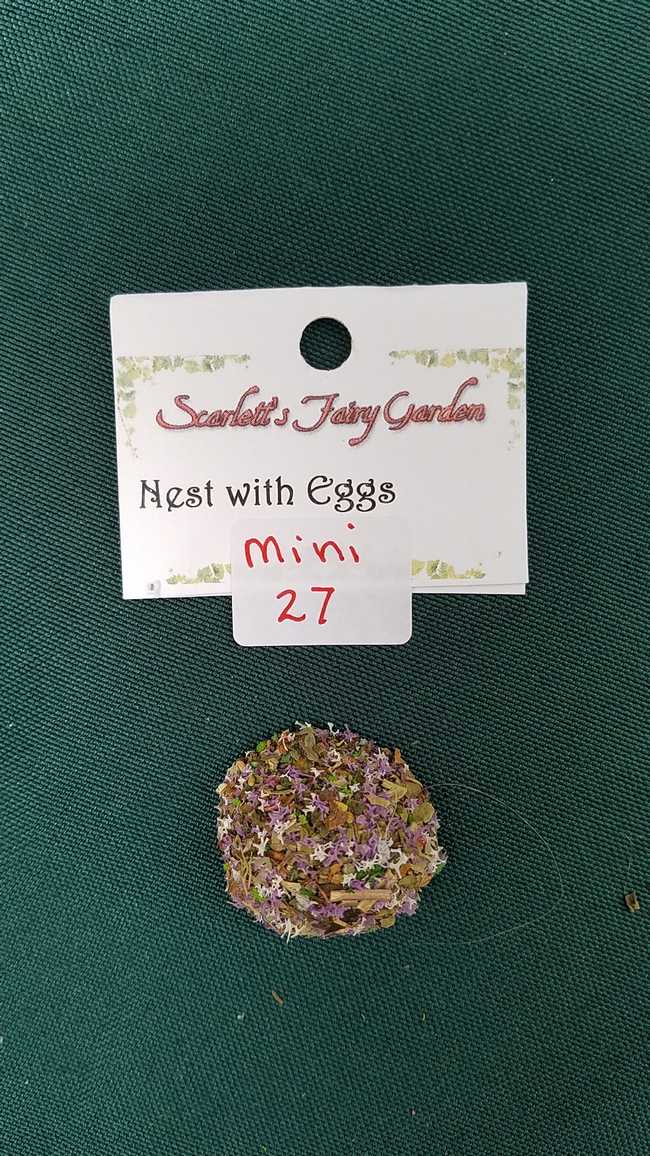 Scarlett's Fairy Garden
Nest with Eggs
mini
27